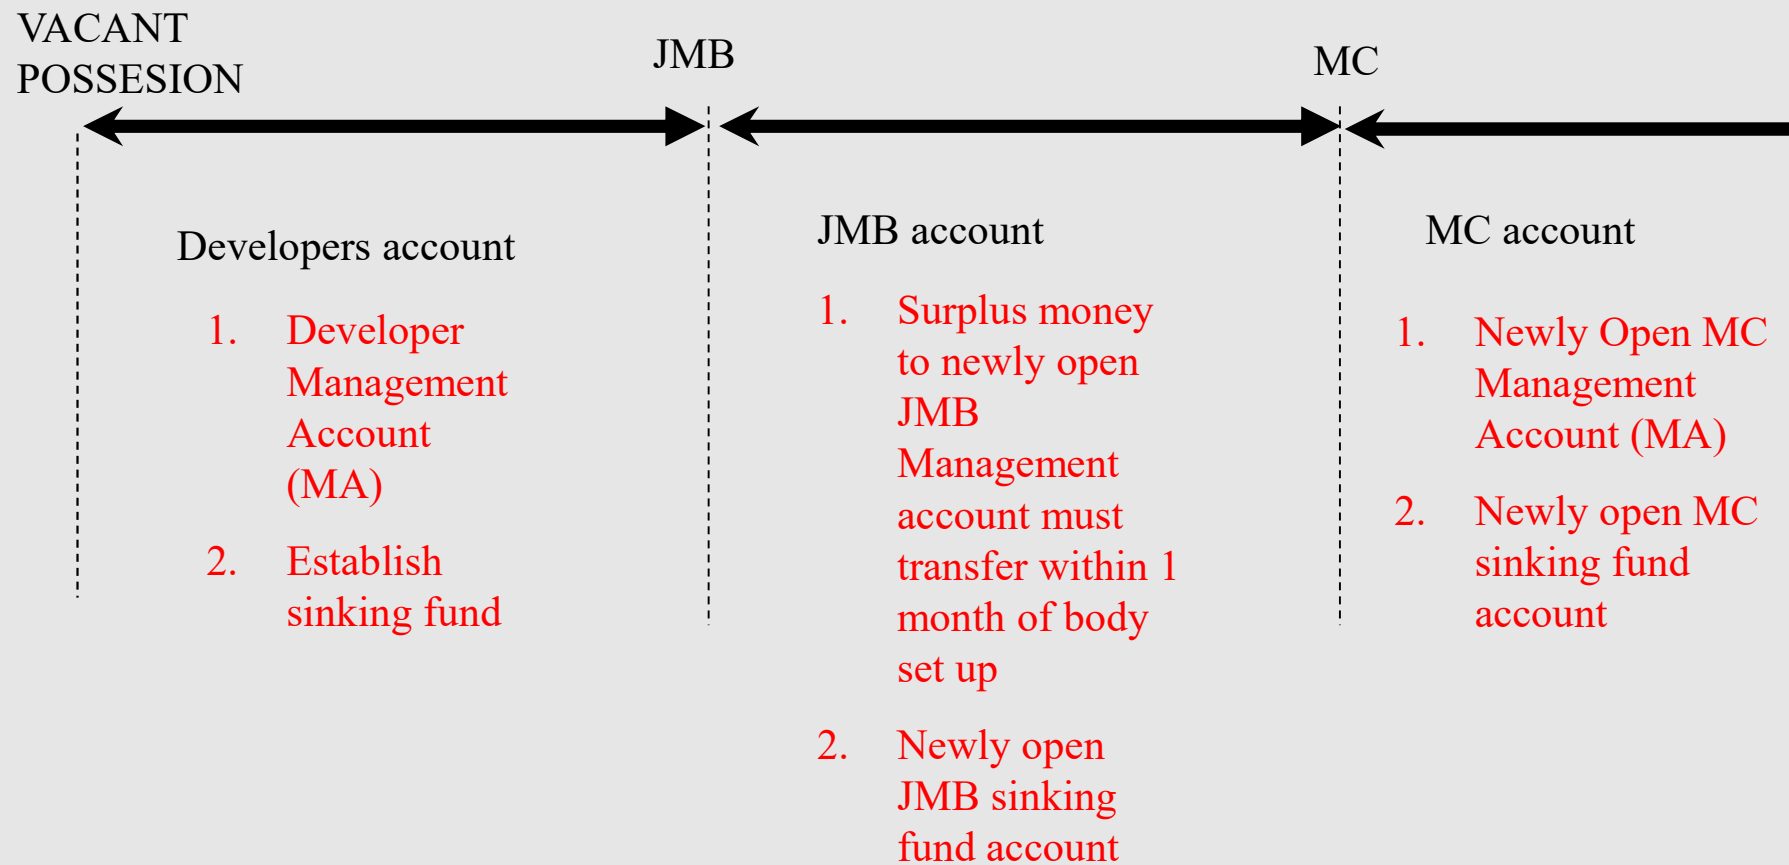 VACANT
POSSESION
JMB
MC
Developers account
1. Developer
Management
Account
(MA)
2. Establish
sinking fund
JMB account
1. Surplus money
to newly open
JMB
Management
account must
transfer within 1
month of body
set up
2. Newly open
JMB sinking
fund account
MC account
1. Newly Open MC
Management
Account (MA)
2. Newly open MC
sinking fund
account